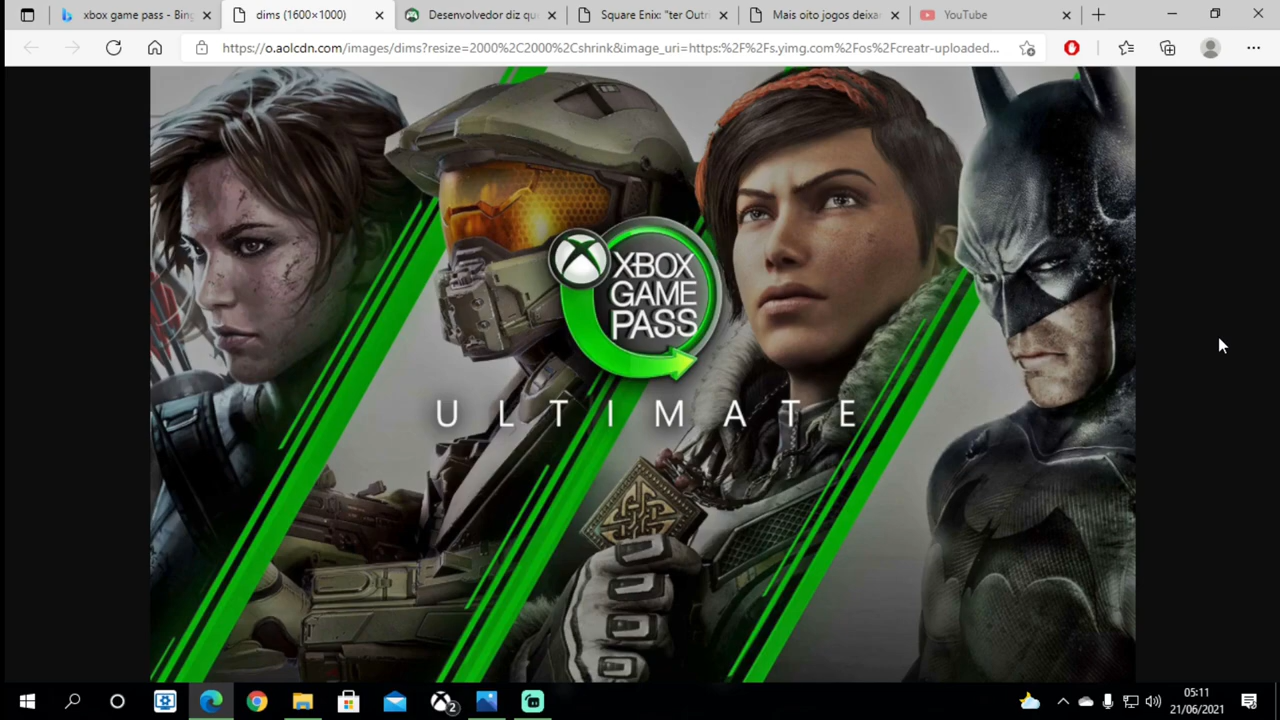 xbox game pass - Bing
dims (1600×1000)
Desenvolvedor diz qu
Square Enix: "ter Outr
Mais oito jogos deixa
YouTube
https://o.aolcdn.com/images/dims?resize=2000%2C2000%2Cshrink&image_uri=https:%2F%2Fs.yimg.com%2Fos%2Fcreatr-uploaded...
XBOX
GAME
PASS
ULTIMATE
2
05:11
21/06/2021